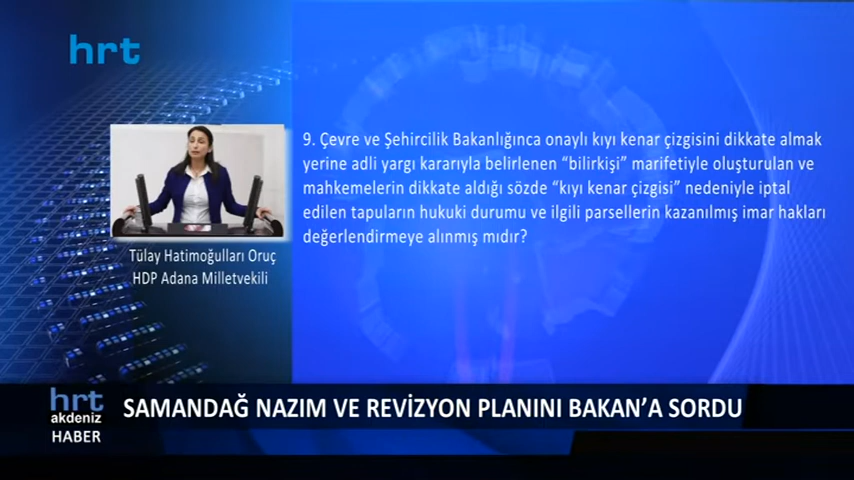 hrt
9. Çevre ve Şehircilik Bakanlığınca onaylı kıyı kenar çizgisini dikkate almak
yerine adli yargı kararıyla belirlenen “bilirkişi” marifetiyle oluşturulan ve
mahkemelerin dikkate aldığı sözde “kıyı kenar çizgisi” nedeniyle iptal
edilen tapuların hukuki durumu ve ilgili parsellerin kazanılmış imar hakları
değerlendirmeye alınmış mıdır?
Tülay Hatimoğulları Oruç
HDP Adana Milletvekili
hrt
akdeniz
HABER
SAMANDAĞ NAZIM VE REVİZYON PLANINI BAKAN’A SORDU